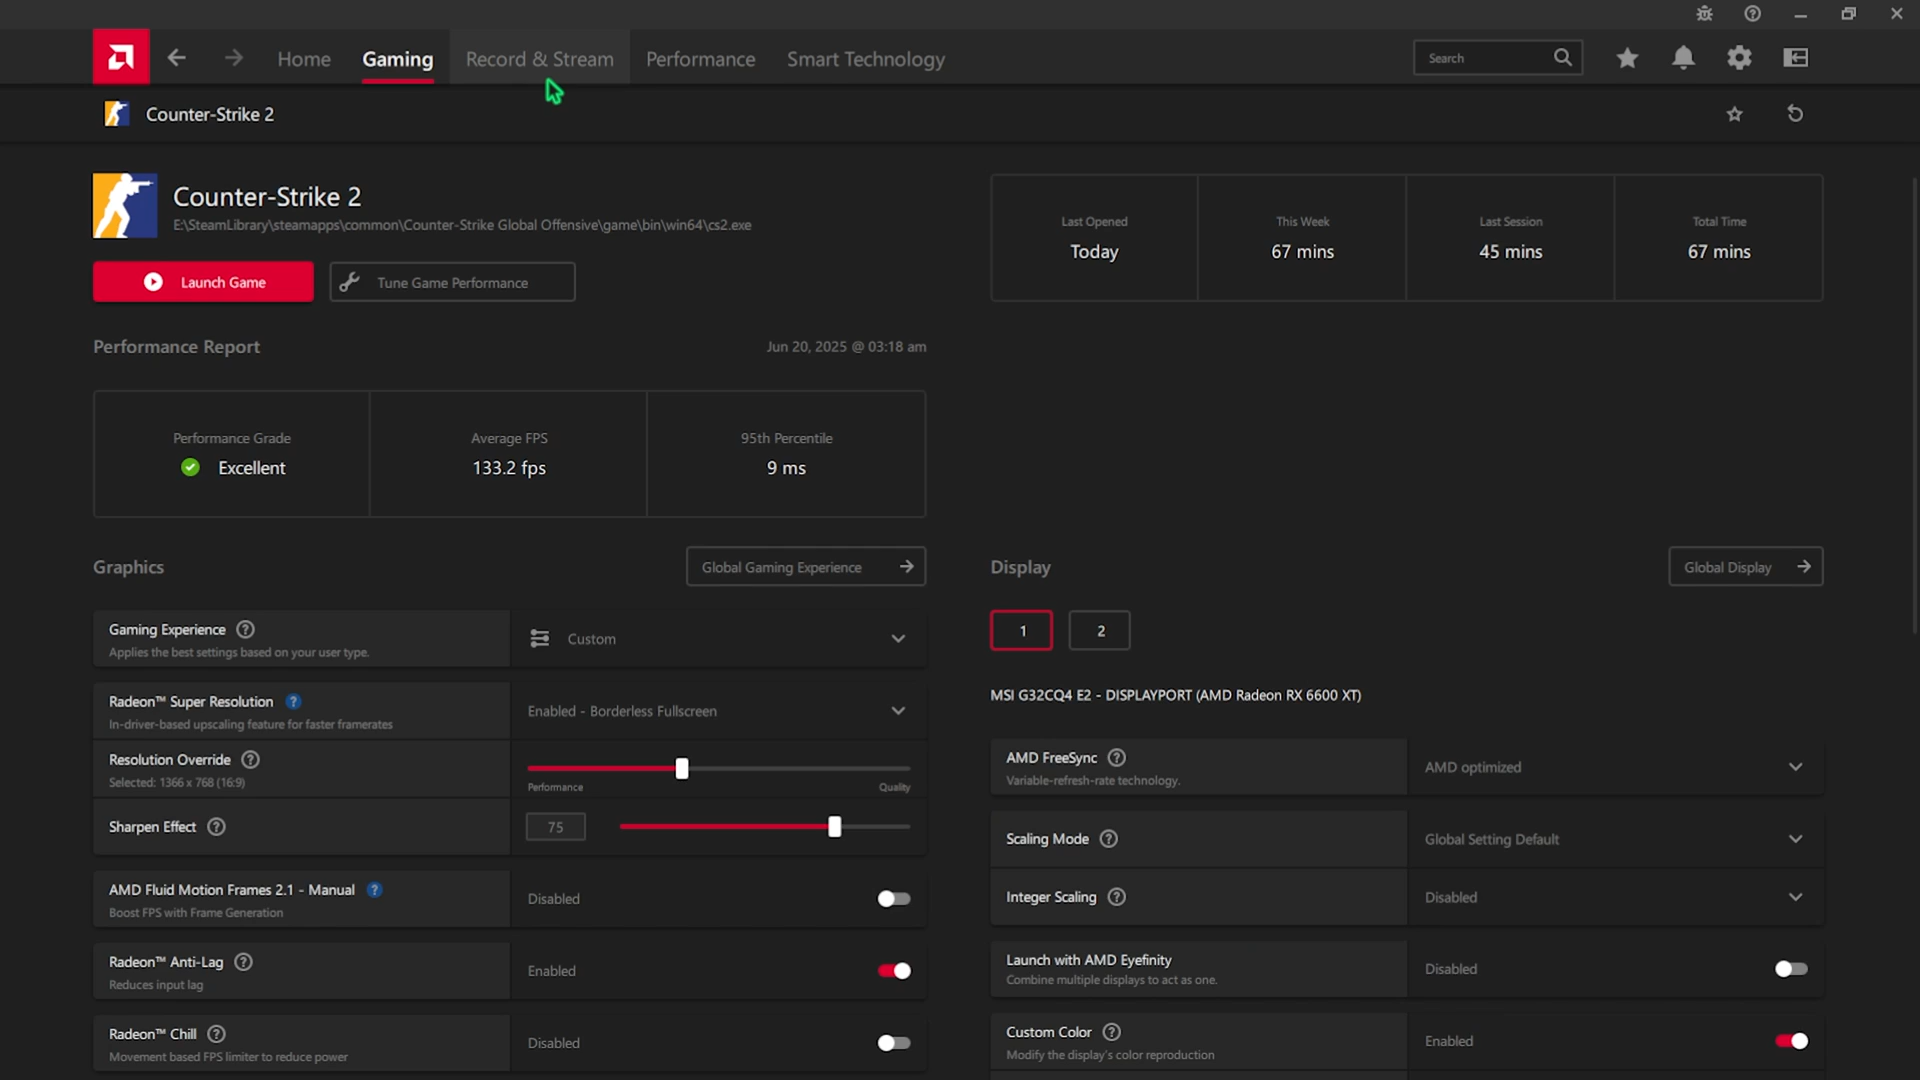 Home
Gaming
Record & Stream
Performance
Smart Technology
Search
Counter-Strike 2
Counter-Strike 2
E:\SteamLibrary\steamapps\common\Counter-Strike Global Offensive\game\bin\win64\cs2.exe
Launch Game
Tune Game Performance
Last Opened
Today
This Week
67 mins
Last Session
45 mins
Total Time
67 mins
Performance Report
Jun 20, 2025 @ 03:18 am
Performance Grade
Excellent
Average FPS
133.2 fps
95th Percentile
9 ms
Graphics
Global Gaming Experience
Gaming Experience
Applies the best settings based on your user type.
Custom
Radeon™ Super Resolution
In-driver-based upscaling feature for faster framerates
Enabled - Borderless Fullscreen
Resolution Override
Selected: 1366 x 768 (16:9)
Performance
Quality
Sharpen Effect
75
AMD Fluid Motion Frames 2.1 - Manual
Boost FPS with Frame Generation
Disabled
Radeon™ Anti-Lag
Reduces input lag
Enabled
Radeon™ Chill
Movement based FPS limiter to reduce power
Disabled
Display
Global Display
1
2
MSI G32CQ4 E2 - DISPLAYPORT (AMD Radeon RX 6600 XT)
AMD FreeSync
Variable-refresh-rate technology.
AMD optimized
Scaling Mode
Global Setting Default
Integer Scaling
Disabled
Launch with AMD Eyefinity
Combine multiple displays to act as one.
Disabled
Custom Color
Modify the display's color reproduction
Enabled